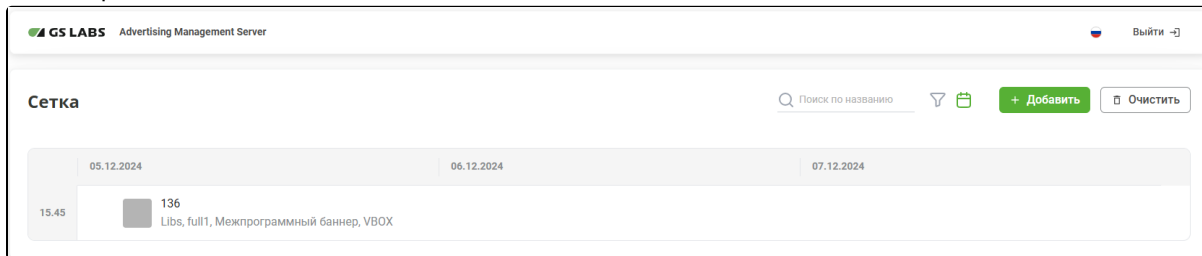 GS LABS Advertising Management Server Выйти
Сетка Поиск по названию + Добавить Очистить
05.12.2024 06.12.2024 07.12.2024
136
15.45
Libs, full1, Межпрограммный баннер, VBOX